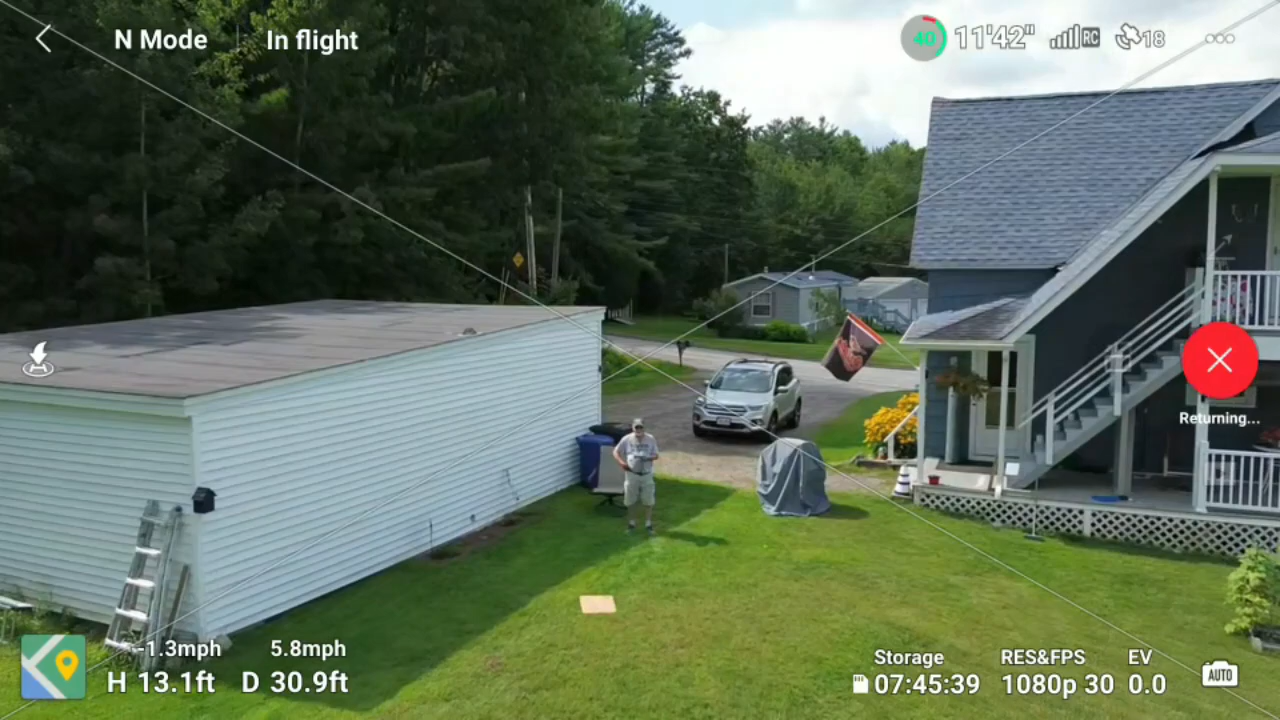 N Mode In flight 40 11'42" RC 18
Returning...
-1.3mph 5.8mph
H 13.1ft D 30.9ft
Storage RES&FPS EV
07:45:39 1080p 30 0.0
AUTO